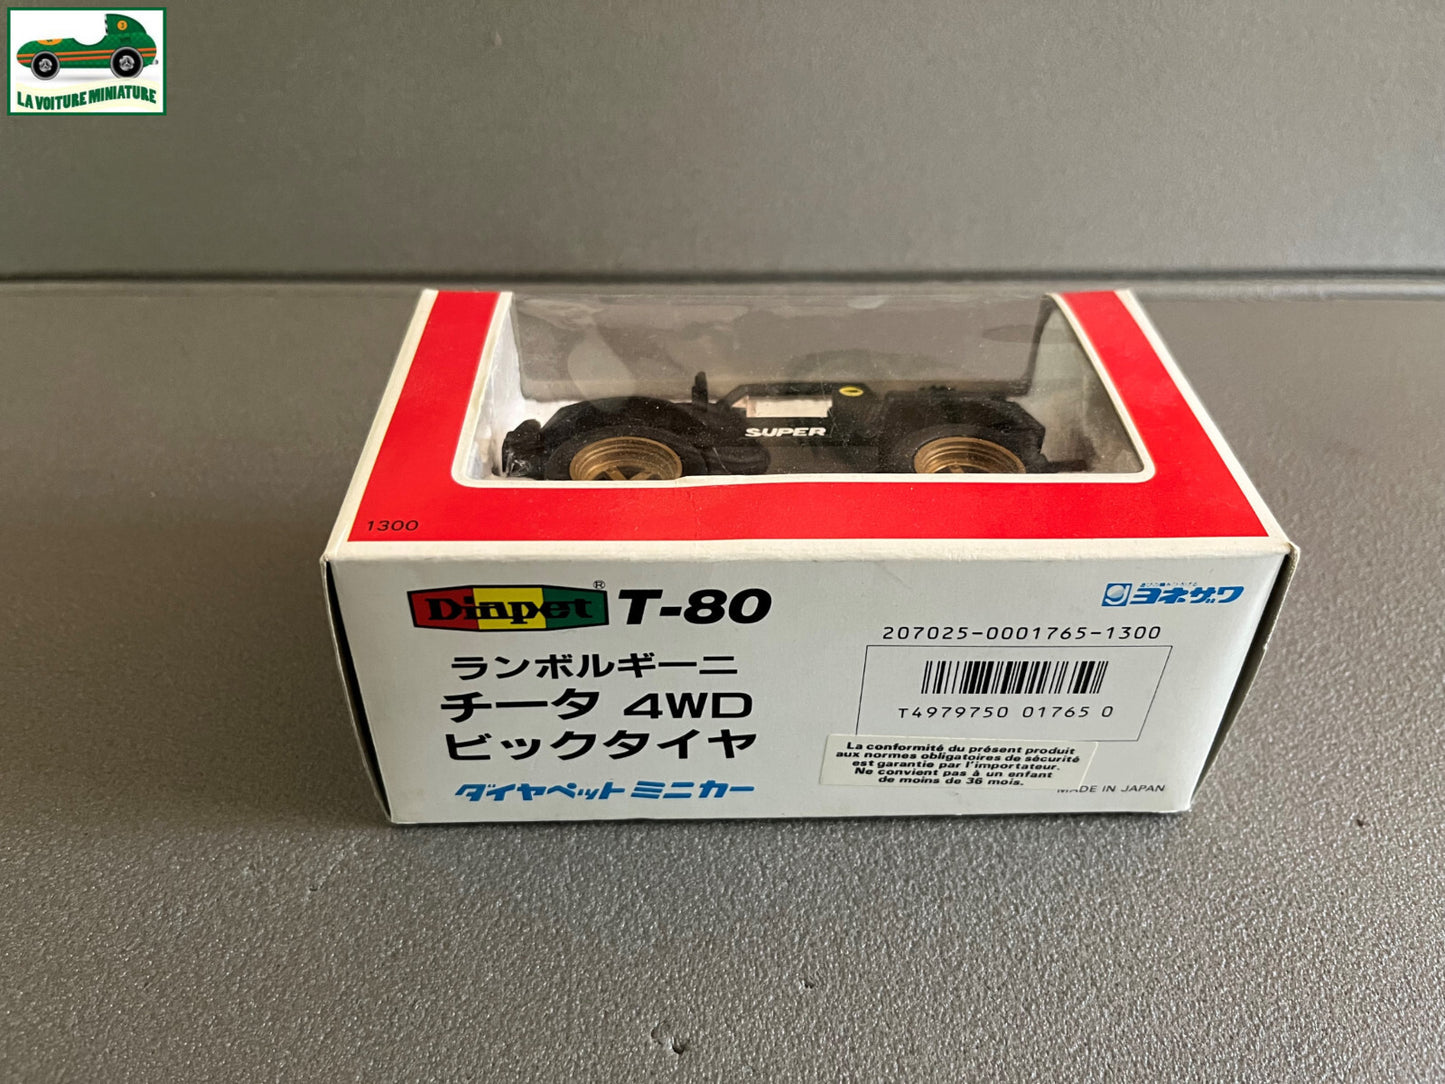 3
LA VOITURE MINIATURE
SUPER
1300
Diapet® T-80
ヨネザワ
207025-0001765-1300
ランボルギーニ
チータ 4WD
ビックタイヤ
T4979750 01765 0
La conformité du présent produit
aux normes obligatoires de sécurité
est garantie par l'importateur.
Ne convient pas à un enfant
de moins de 36 mois.
ダイヤペット ミニカー
MADE IN JAPAN